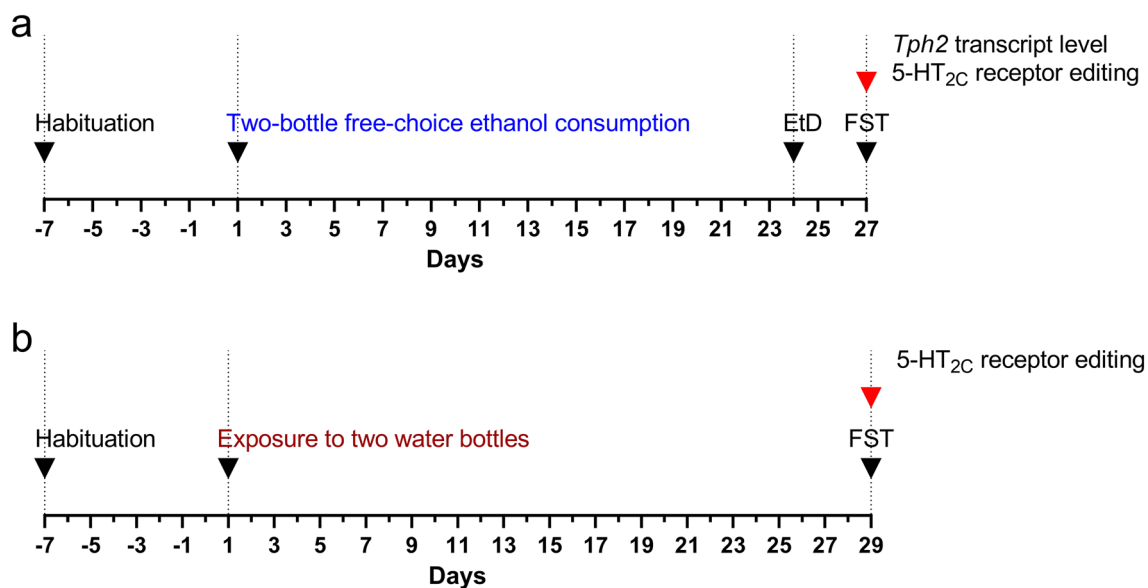 a
Tph2 transcript level
5-HT2C receptor editing
Habituation Two-bottle free-choice ethanol consumption EtD FST
-7 -5 -3 -1 1 3 5 7 9 11 13 15 17 19 21 23 25 27
Days
b
5-HT2C receptor editing
Habituation Exposure to two water bottles FST
-7 -5 -3 -1 1 3 5 7 9 11 13 15 17 19 21 23 25 27 29
Days